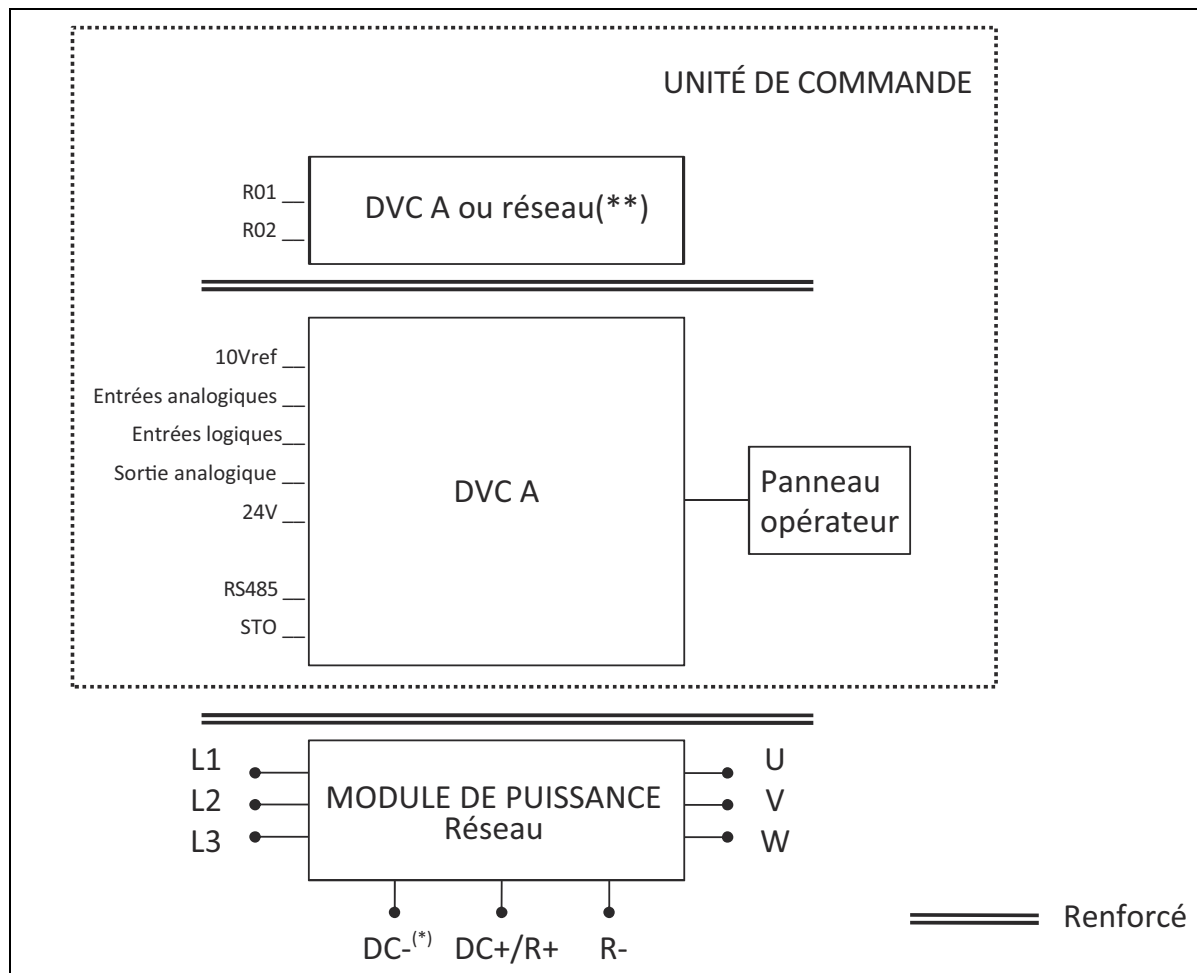 UNITÉ DE COMMANDE
R01
R02
DVC A ou réseau(**)
10Vref
Entrées analogiques
Entrées logiques
Sortie analogique
24V
RS485
STO
DVC A
Panneau
opérateur
L1
L2
L3
MODULE DE PUISSANCE
Réseau
U
V
W
DC-(*)
DC+/R+
R-
Renforcé